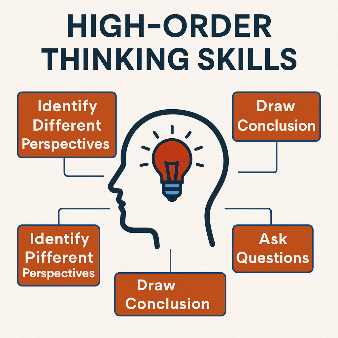 HIGH-ORDER
THINKING SKILLS
Identify
Different
Perspectives
Draw
Conclusion
Identify
Pifferent
Perspectives
Ask
Questions
Draw
Conclusion